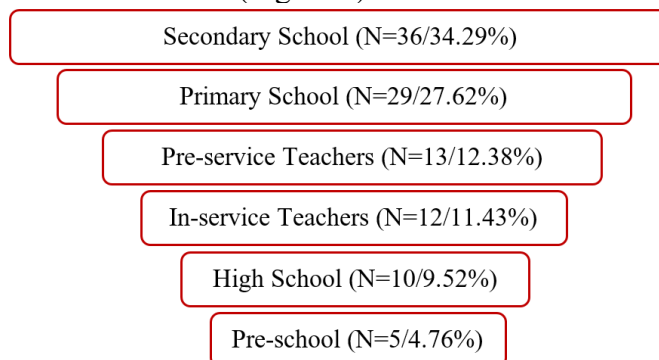 Secondary School (N=36/34.29%)
Primary School (N=29/27.62%)
Pre-service Teachers (N=13/12.38%)
In-service Teachers (N=12/11.43%)
High School (N=10/9.52%)
Pre-school (N=5/4.76%)